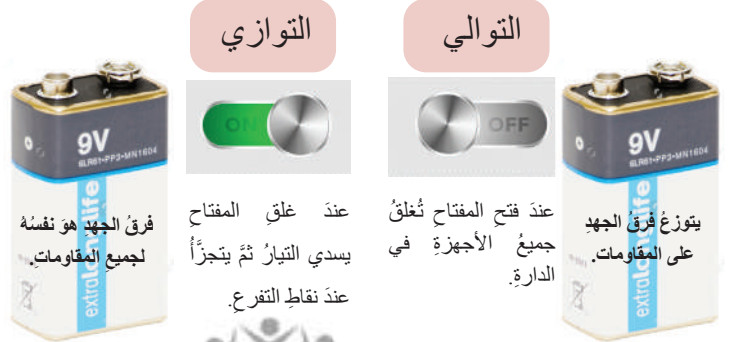 التوالي
التوازي
OFF
ON
9V
6LR61•PP3•MN1604
extralonglife
يتوزعُ فرقُ الجهدِ
على المقاومات.
عندَ فتحِ المفتاحِ تُغلقُ
جميعُ الأجهزةِ في
الدارةِ.
عندَ غلقِ المفتاحِ
يسدي التيارُ ثمَّ يتجزَّأُ
عندَ نقاطِ التفرعِ.
9V
6LR61•PP3•MN1604
extralonglife
فرقُ الجهدِ هوَ نفسُهُ
لجميعِ المقاوماتِ.